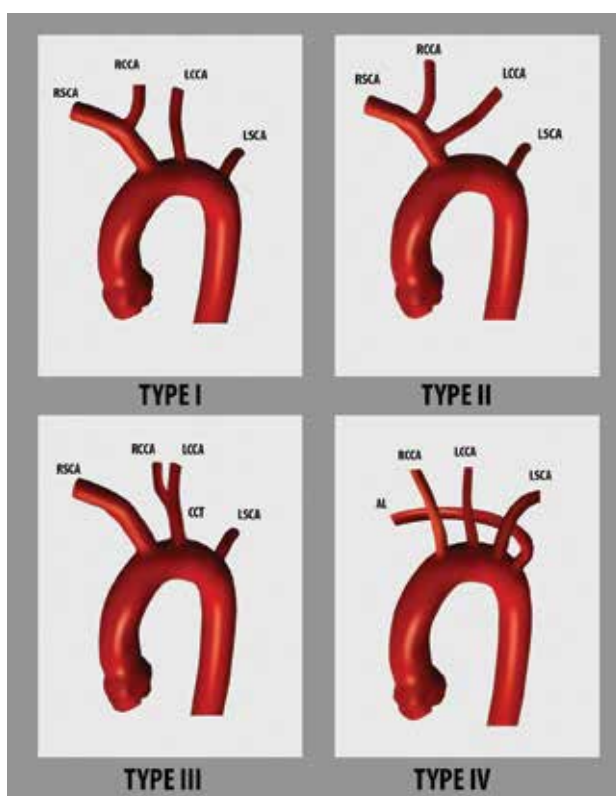 RCCA
LCCA
RSCA
LSCA
TYPE I
RCCA
LCCA
RSCA
LSCA
TYPE II
RCCA LCCA
RSCA
CCT
LSCA
TYPE III
RCCA
LCCA
LSCA
AL
TYPE IV